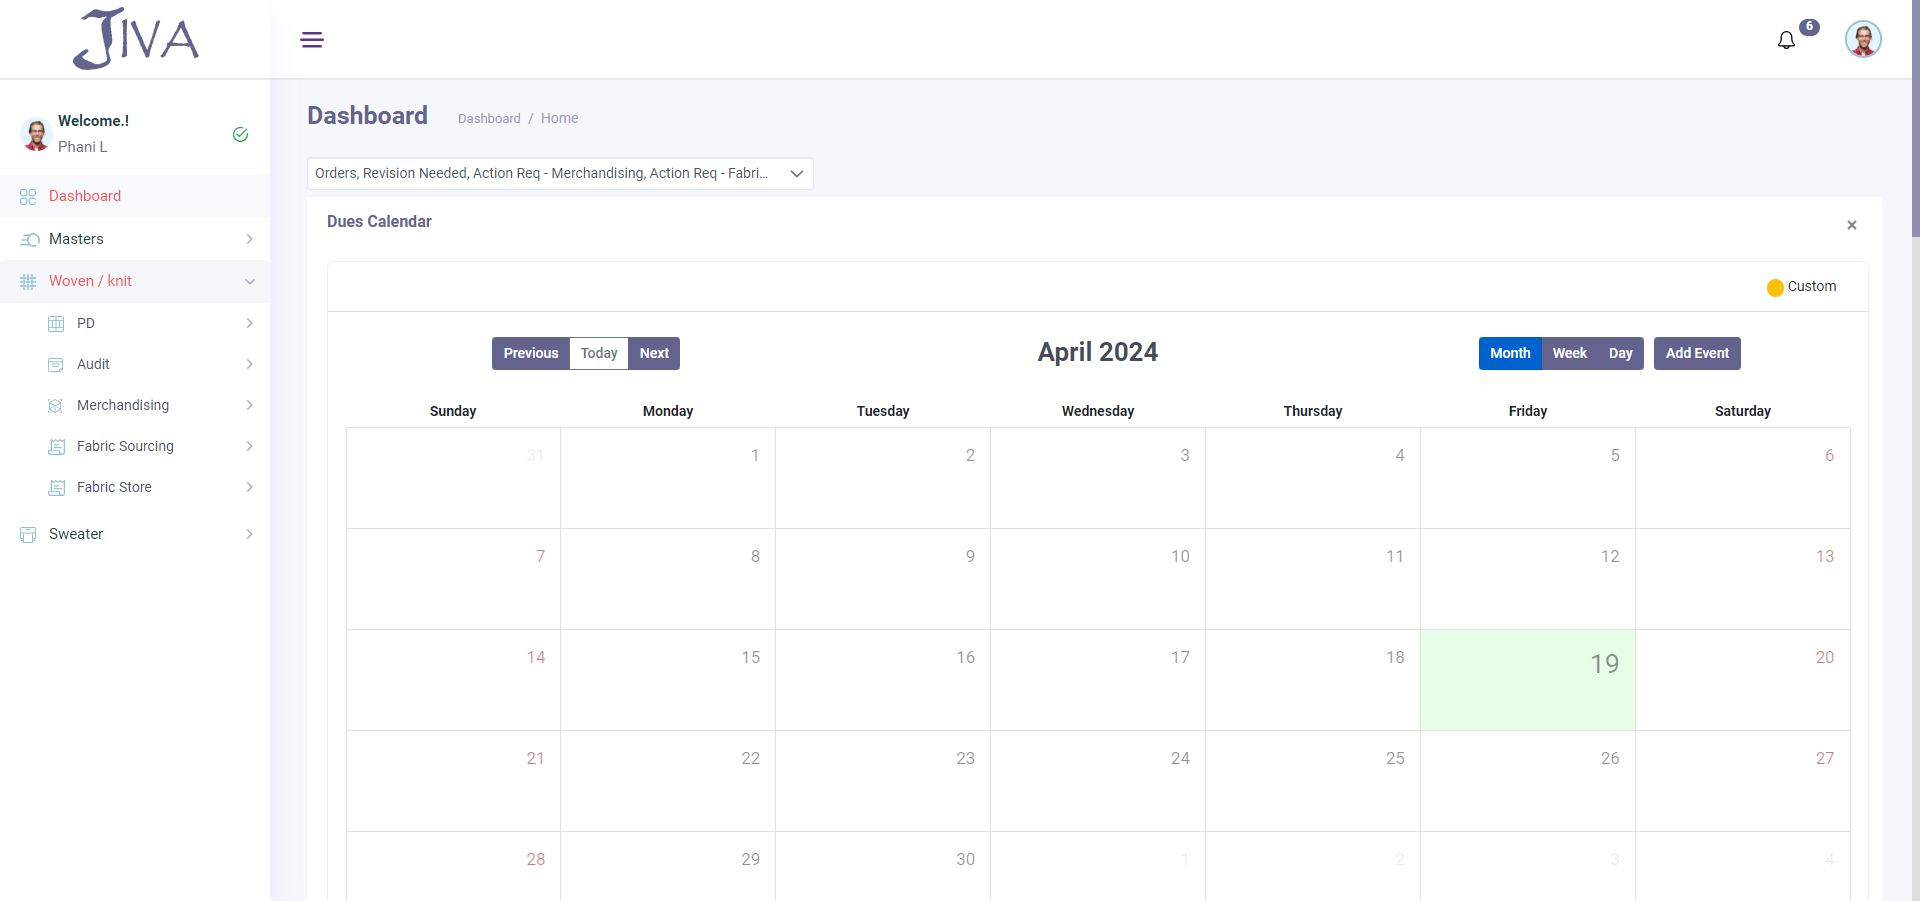 JIVA
6
Welcome.!
Phani L
Dashboard
Masters
Woven / knit
PD
Audit
Merchandising
Fabric Sourcing
Fabric Store
Sweater
Dashboard
Dashboard / Home
Orders, Revision Needed, Action Req - Merchandising, Action Req - Fabri...
Dues Calendar
×
Custom
Previous Today Next
April 2024
Month Week Day Add Event
Sunday Monday Tuesday Wednesday Thursday Friday Saturday
31 1 2 3 4 5 6
7 8 9 10 11 12 13
14 15 16 17 18 19 20
21 22 23 24 25 26 27
28 29 30 1 2 3 4